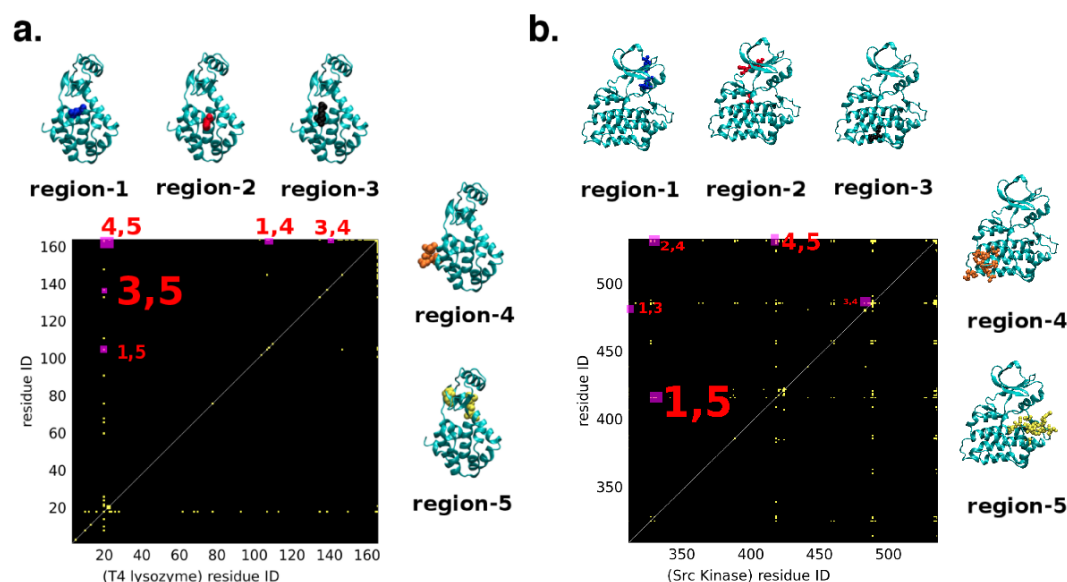 a.
region-1 region-2 region-3
4,5 1,4 3,4
160
140
120
100
80
60
40
20
3,5
1,5
residue ID
20 40 60 80 100 120 140 160
(T4 lysozyme) residue ID
region-4
region-5
b.
region-1 region-2 region-3
500
450
400
350
2,4
4,5
1,3
3,4
1,5
residue ID
350 400 450 500
(Src Kinase) residue ID
region-4
region-5